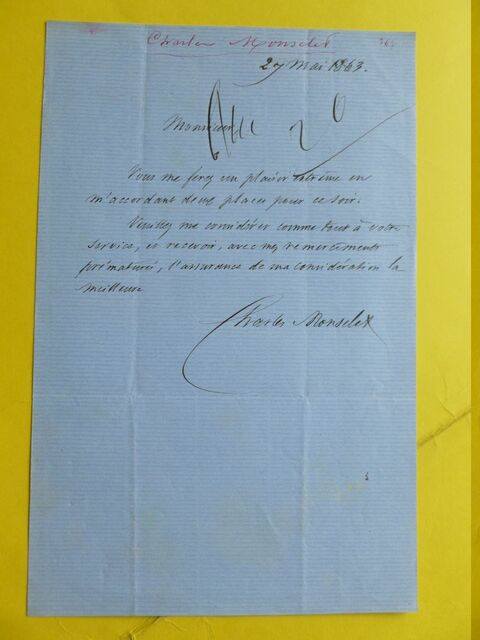 Charles Monselet
27 Mai 1863.
Monsieur
Vous me ferez un plaisir extrême en
m'accordant deux places pour ce soir.
Veuillez me considérer comme tout à votre
service, et recevoir, avec mes remerciements
prématurés, l'assurance de ma considération la
meilleure
Charles Monselet